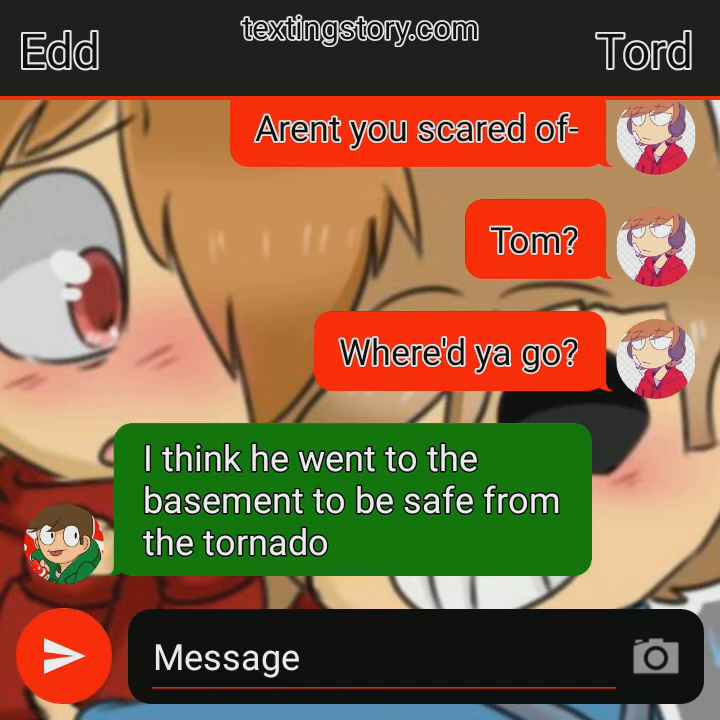 textingstory.com
Edd
Tord
Arent you scared of-
Tom?
Where'd ya go?
I think he went to the
basement to be safe from
the tornado
Message